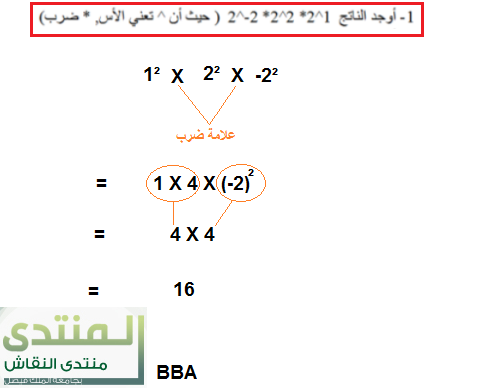 1- أوجد الناتج 1^2* 2^2* 2-^2 ( حيث أن ^ تعني الأس, * ضرب)
1² X 2² X -2²
علامة ضرب
= 1 X 4 X (-2)²
= 4 X 4
= 16
المنتدى
منتدى النقاش
BBA